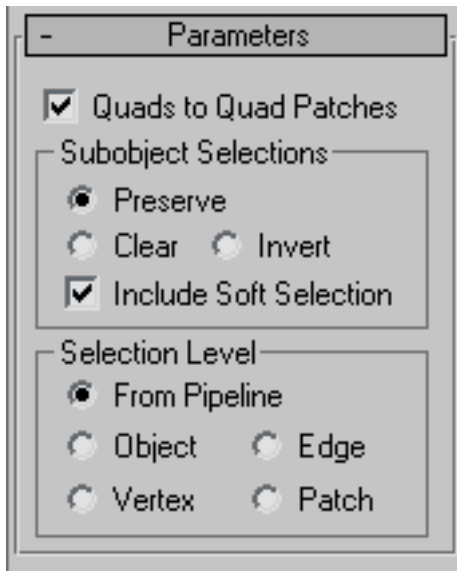 - Parameters
Quads to Quad Patches
Subobject Selections
Preserve
Clear Invert
Include Soft Selection
Selection Level
From Pipeline
Object Edge
Vertex Patch